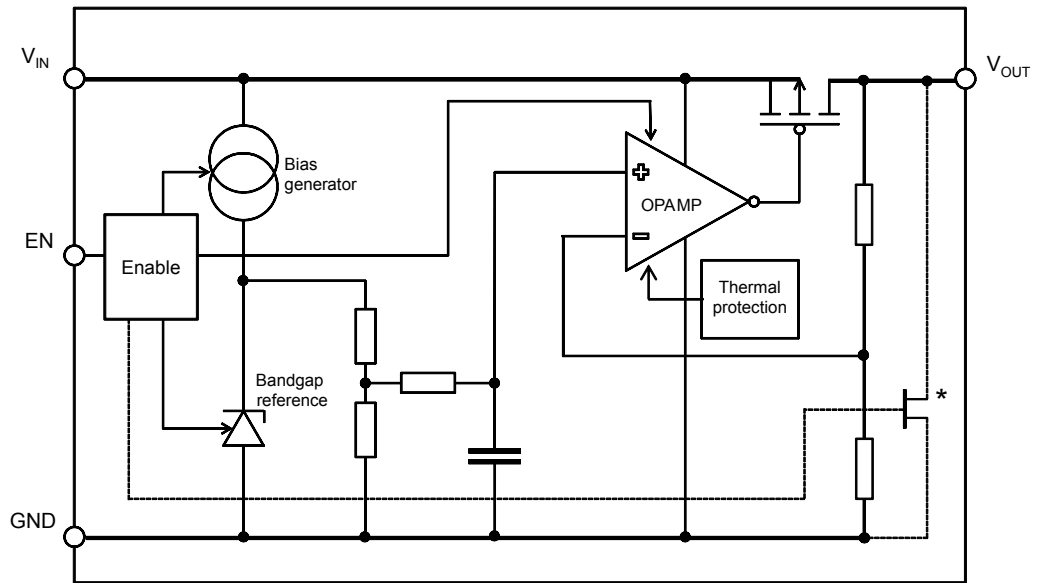 V_IN
V_OUT
Bias
generator
OPAMP
EN
Enable
Thermal
protection
Bandgap
reference
*
GND